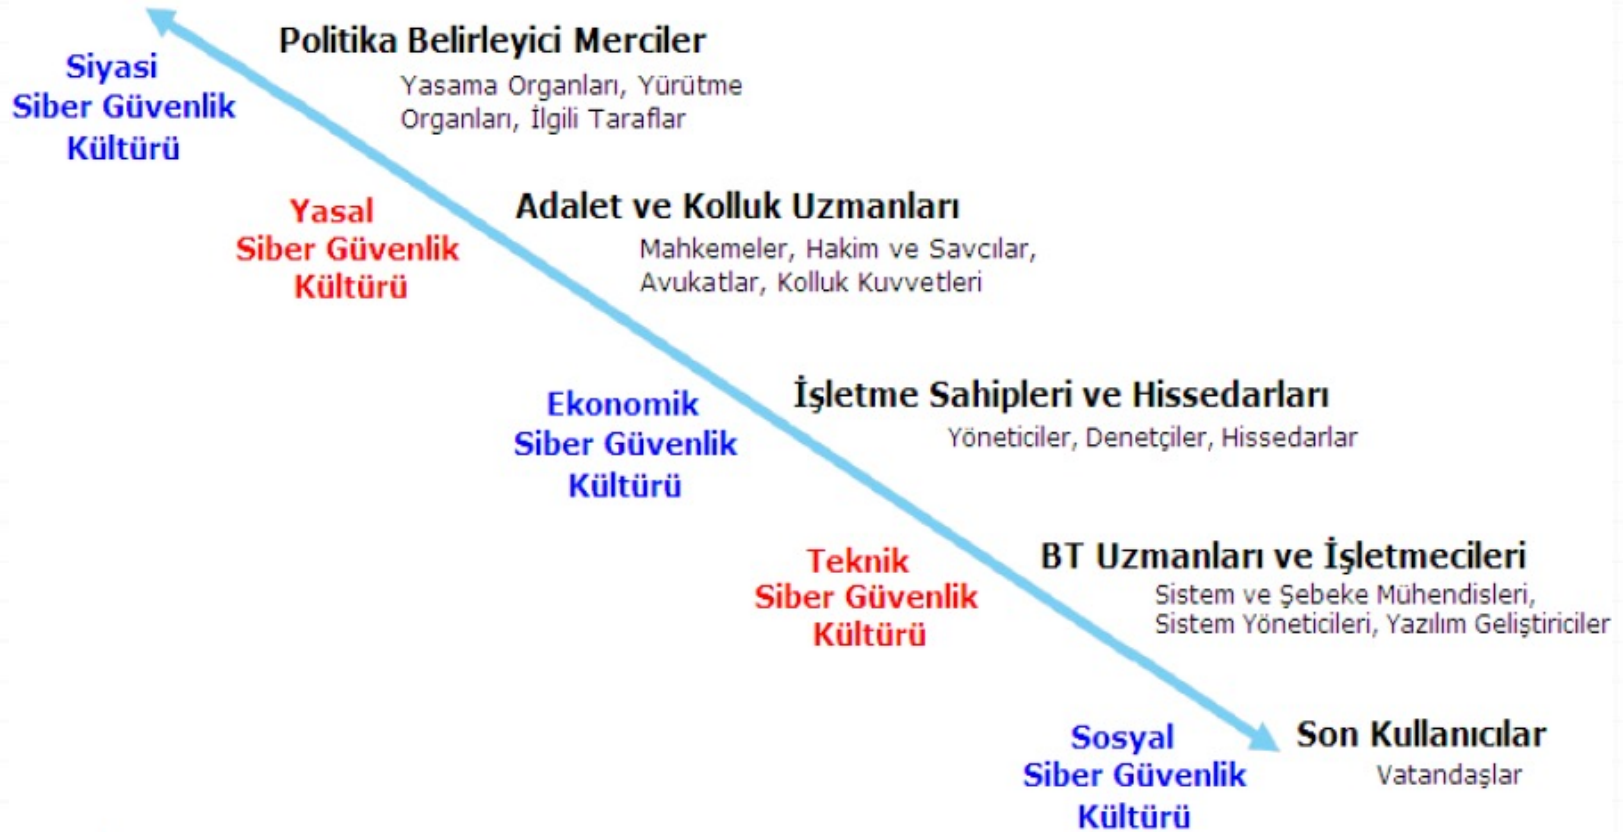 Politika Belirleyici Merciler
Yasama Organları, Yürütme
Organları, İlgili Taraflar
Siyasi
Siber Güvenlik
Kültürü
Adalet ve Kolluk Uzmanları
Mahkemeler, Hakim ve Savcılar,
Avukatlar, Kolluk Kuvvetleri
Yasal
Siber Güvenlik
Kültürü
İşletme Sahipleri ve Hissedarları
Yöneticiler, Denetçiler, Hissedarlar
Ekonomik
Siber Güvenlik
Kültürü
BT Uzmanları ve İşletmecileri
Sistem ve Şebeke Mühendisleri,
Sistem Yöneticileri, Yazılım Geliştiriciler
Teknik
Siber Güvenlik
Kültürü
Son Kullanıcılar
Vatandaşlar
Sosyal
Siber Güvenlik
Kültürü